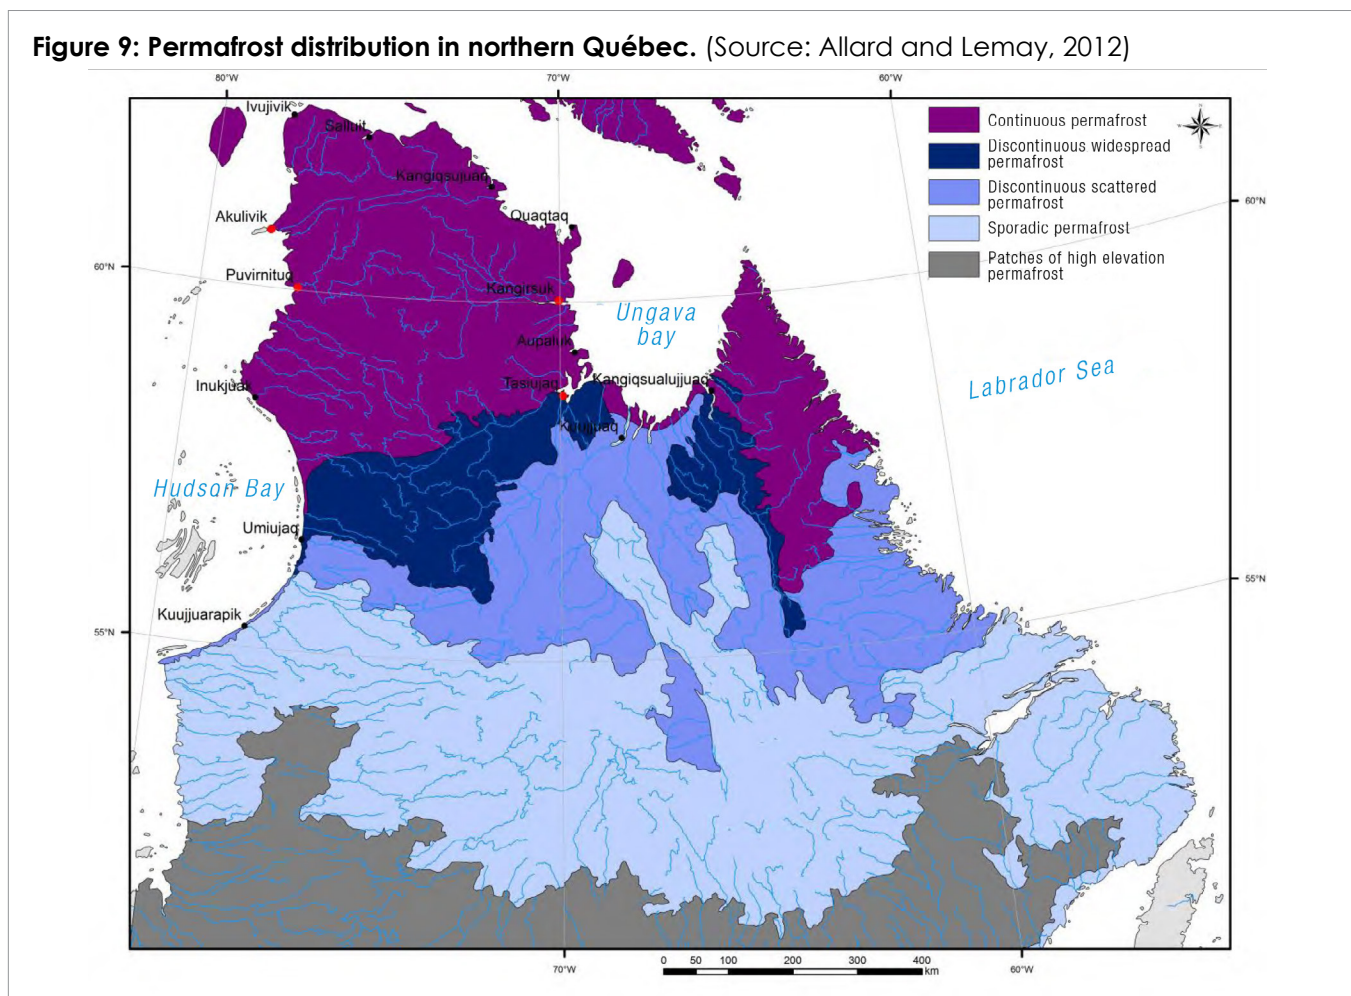 Figure 9: Permafrost distribution in northern Québec. (Source: Allard and Lemay, 2012)
80°W
70°W
60°W
Ivujivik
Salluit
Kangiqsujuaq
Akulivik
Quaqtaq
60°N
60°N
Puvirnituq
Kangirsuk
Ungava
bay
Aupaluk
Inukjuak
Tasiujaq
Kangiqsualujjuaq
Labrador Sea
Kuujjuaq
Hudson Bay
Umiujaq
55°N
Kuujjuarapik
55°N
Continuous permafrost
Discontinuous widespread
permafrost
Discontinuous scattered
permafrost
Sporadic permafrost
Patches of high elevation
permafrost
70°W
0 50 100 200 300 400
km
60°W